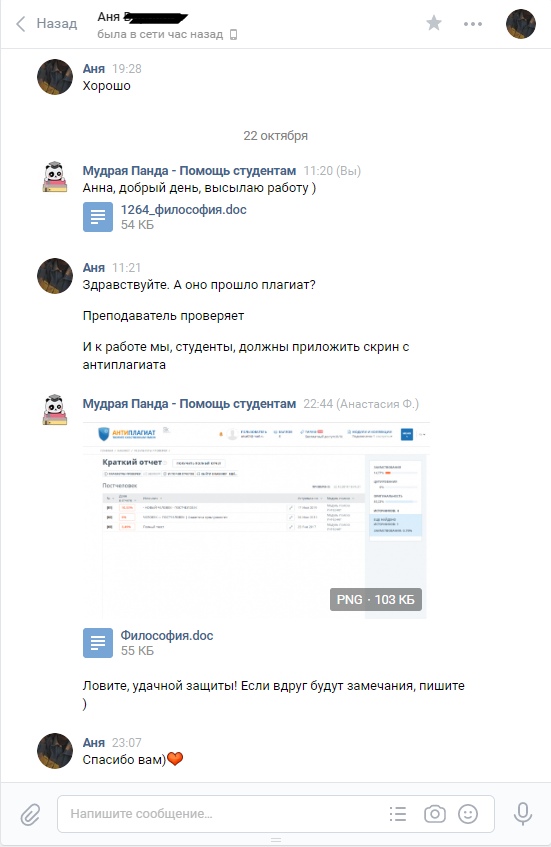 Назад
Аня
была в сети час назад
Аня 19:28
Хорошо
22 октября
Мудрая Панда - Помощь студентам 11:20 (Вы)
Анна, добрый день, высылаю работу )
1264_философия.doc
54 КБ
Аня 11:21
Здравствуйте. А оно прошло плагиат?
Преподаватель проверяет
И к работе мы, студенты, должны приложить скрин с
антиплагиата
Мудрая Панда - Помощь студентам 22:44 (Анастасия Ф.)
АНТИПЛАГИАТ
Краткий отчет
Постчеловек
PNG · 103 КБ
Философия.doc
55 КБ
Ловите, удачной защиты! Если вдруг будут замечания, пишите
)
Аня 23:07
Спасибо вам)
Напишите сообщение...